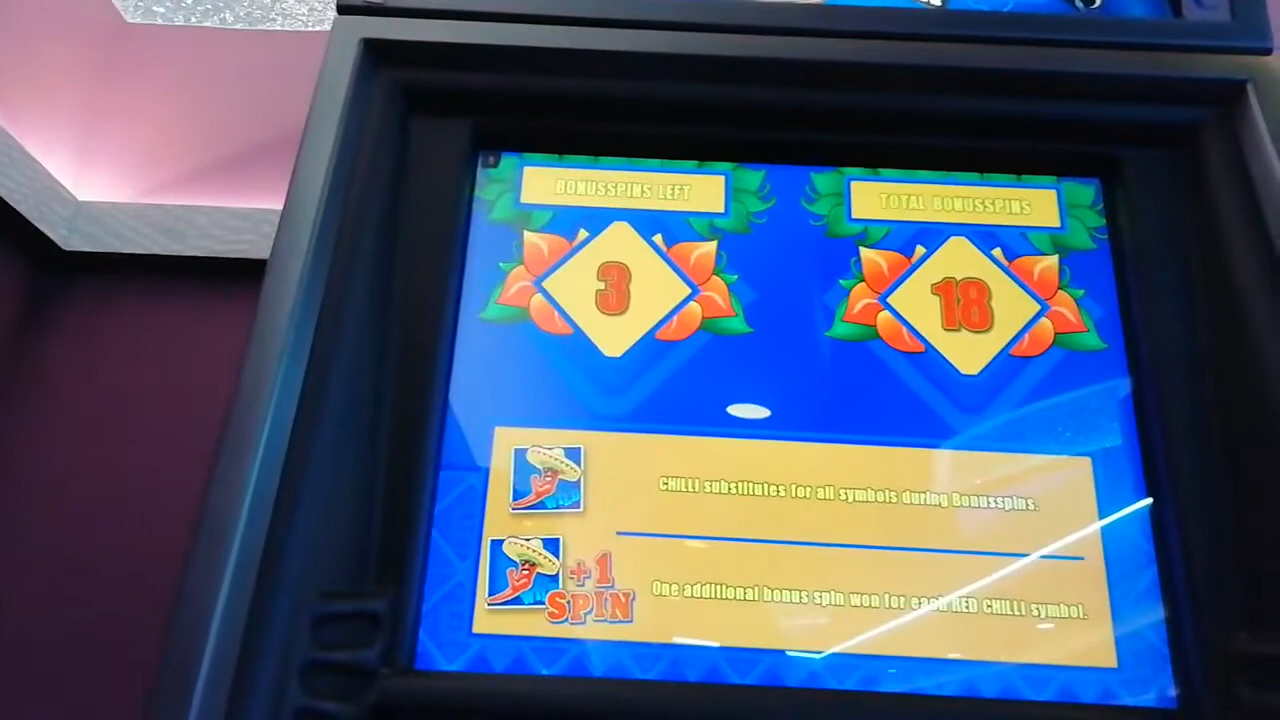 BONUSSPINS LEFT
TOTAL BONUSSPINS
3
18
CHILLI substitutes for all symbols during Bonusspins.
+1
SPIN
One additional bonus spin won for each RED CHILLI symbol.